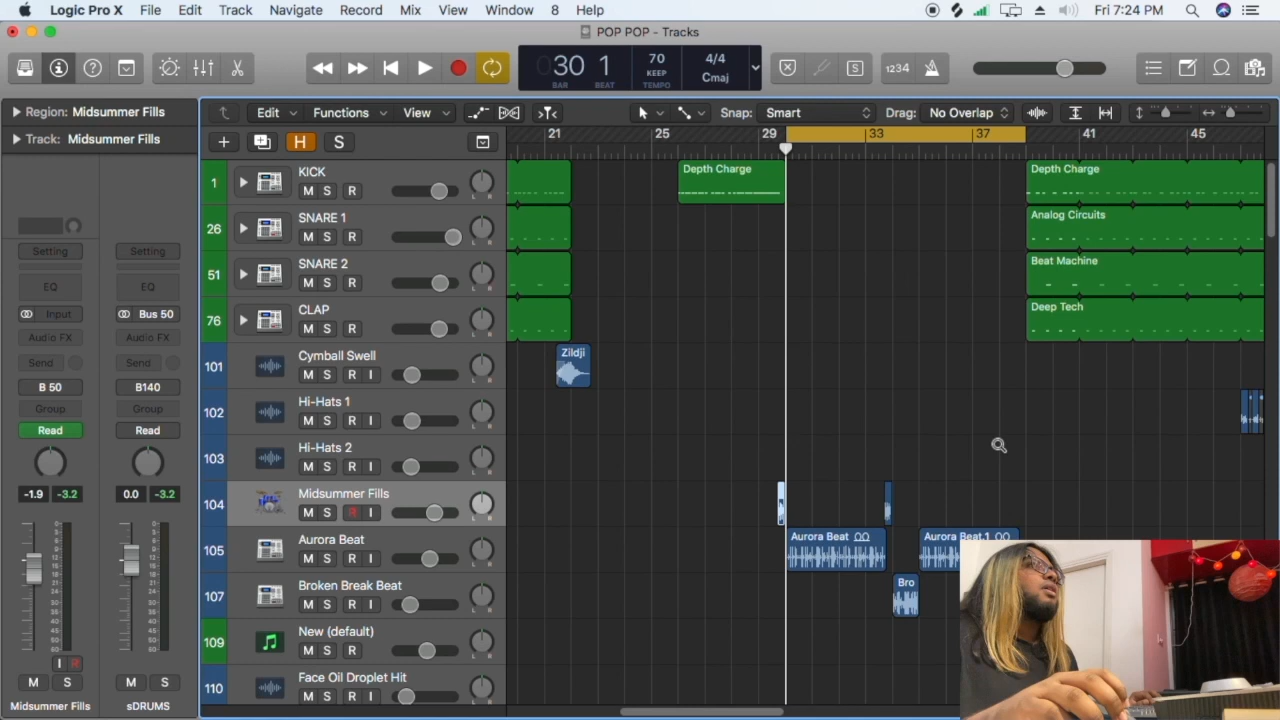 Logic Pro X File Edit Track Navigate Record Mix View Window 8 Help Fri 7:24 PM
POP POP - Tracks
30 1 70 4/4
KEEP Cmaj
BAR BEAT TEMPO
S 1234
Region: Midsummer Fills
Track: Midsummer Fills
Edit Functions View Snap: Smart Drag: No Overlap
H S
21 25 29 33 37 41 45
1 KICK
M S R
26 SNARE 1
M S R
51 SNARE 2
M S R
76 CLAP
M S R
101 Cymball Swell
M S R I
102 Hi-Hats 1
M S R I
103 Hi-Hats 2
M S R I
104 Midsummer Fills
M S R I
105 Aurora Beat
M S R I
107 Broken Break Beat
M S R I
109 New (default)
M S R
110 Face Oil Droplet Hit
M S R I
Depth Charge
Depth Charge
Analog Circuits
Beat Machine
Deep Tech
Zildji
Aurora Beat
Aurora Beat.1
Bro
Setting Setting
EQ EQ
Input Bus 50
Audio FX Audio FX
Send Send
B 50 B140
Group Group
Read Read
-1.9 -3.2 0.0 -3.2
I R
M S M S
Midsummer Fills sDRUMS